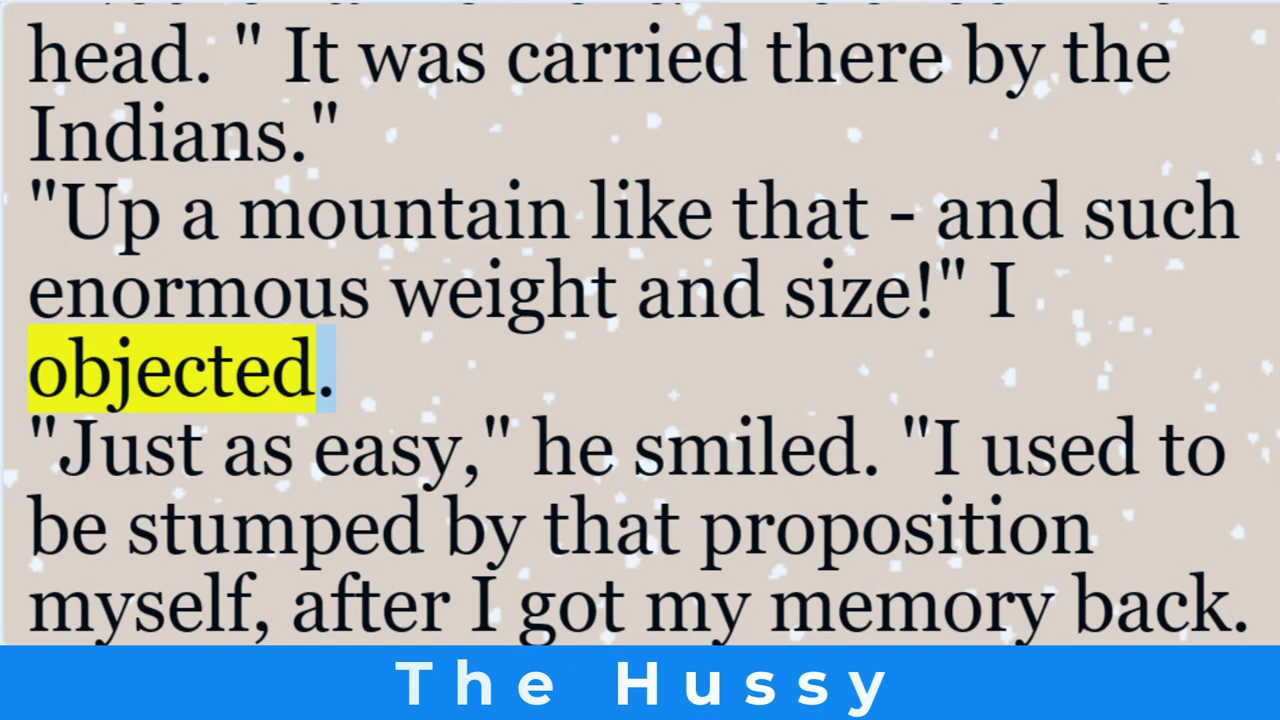 head. " It was carried there by the
Indians."
"Up a mountain like that - and such
enormous weight and size!" I
objected.
"Just as easy," he smiled. "I used to
be stumped by that proposition
myself, after I got my memory back.
The Hussy